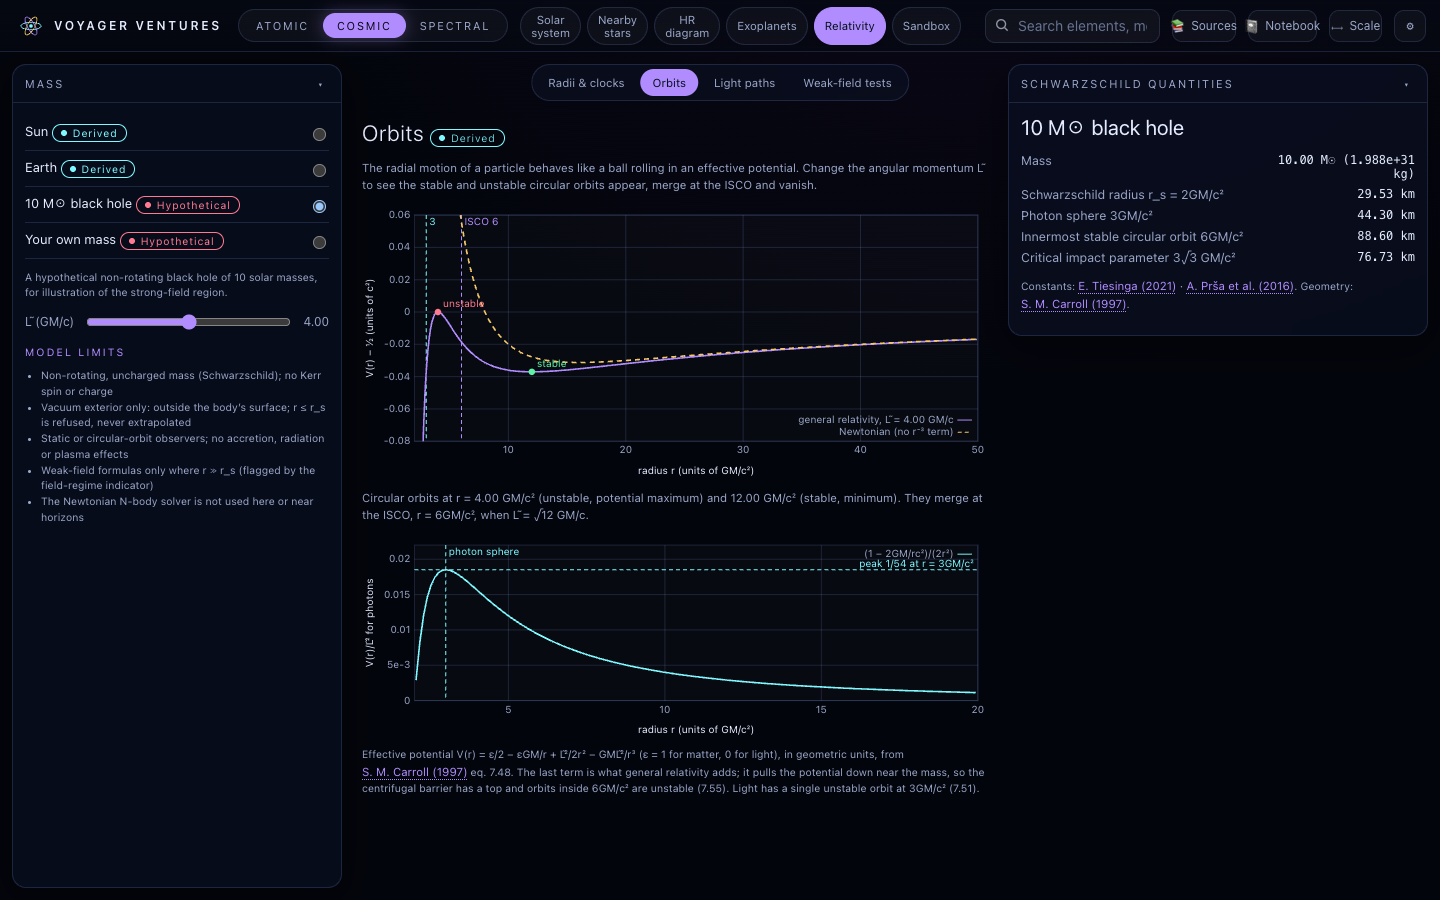 VOYAGER VENTURES
ATOMIC
COSMIC
SPECTRAL
Solar system
Nearby stars
HR diagram
Exoplanets
Relativity
Sandbox
Search elements, m
Sources
Notebook
Scale
MASS
Sun Derived
Earth Derived
10 M☉ black hole Hypothetical
Your own mass Hypothetical
A hypothetical non-rotating black hole of 10 solar masses,
for illustration of the strong-field region.
L̃ (GM/c) 4.00
MODEL LIMITS
• Non-rotating, uncharged mass (Schwarzschild); no Kerr
spin or charge
• Vacuum exterior only: outside the body's surface; r ≤ r_s
is refused, never extrapolated
• Static or circular-orbit observers; no accretion, radiation
or plasma effects
• Weak-field formulas only where r » r_s (flagged by the
field-regime indicator)
• The Newtonian N-body solver is not used here or near
horizons
Radii & clocks
Orbits
Light paths
Weak-field tests
Orbits Derived
The radial motion of a particle behaves like a ball rolling in an effective potential. Change the angular momentum L̃
to see the stable and unstable circular orbits appear, merge at the ISCO and vanish.
0.06
0.04
0.02
0
-0.02
-0.04
-0.06
-0.08
V(r) − ½ (units of c²)
3
ISCO 6
unstable
stable
general relativity, L̃ = 4.00 GM/c
Newtonian (no r⁻³ term)
10 20 30 40 50
radius r (units of GM/c²)
Circular orbits at r = 4.00 GM/c² (unstable, potential maximum) and 12.00 GM/c² (stable, minimum). They merge at
the ISCO, r = 6GM/c², when L̃ = √12 GM/c.
0.02
0.015
0.01
5e-3
0
V(r)/L̃² for photons
photon sphere
(1 − 2GM/rc²)/(2r²)
peak 1/54 at r = 3GM/c²
5 10 15 20
radius r (units of GM/c²)
Effective potential V(r) = ε/2 − εGM/r + L̃²/2r² − GML̃²/r³ (ε = 1 for matter, 0 for light), in geometric units, from
S. M. Carroll (1997) eq. 7.48. The last term is what general relativity adds; it pulls the potential down near the mass, so the
centrifugal barrier has a top and orbits inside 6GM/c² are unstable (7.55). Light has a single unstable orbit at 3GM/c² (7.51).
SCHWARZSCHILD QUANTITIES
10 M☉ black hole
Mass 10.00 M☉ (1.988e+31
kg)
Schwarzschild radius r_s = 2GM/c² 29.53 km
Photon sphere 3GM/c² 44.30 km
Innermost stable circular orbit 6GM/c² 88.60 km
Critical impact parameter 3√3 GM/c² 76.73 km
Constants: E. Tiesinga (2021) · A. Prša et al. (2016). Geometry:
S. M. Carroll (1997).